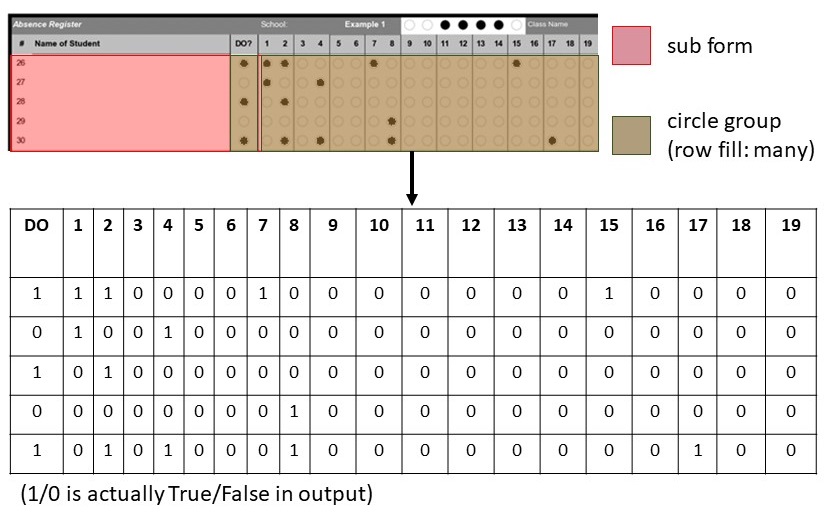 Absence Register School: Example 1 Class Name
# Name of Student DO? 1 2 3 4 5 6 7 8 9 10 11 12 13 14 15 16 17 18 19
26
27
28
29
30
sub form
circle group
(row fill: many)
DO 1 2 3 4 5 6 7 8 9 10 11 12 13 14 15 16 17 18 19
1 1 1 0 0 0 0 1 0 0 0 0 0 0 0 1 0 0 0 0
0 1 0 0 1 0 0 0 0 0 0 0 0 0 0 0 0 0 0 0
1 0 1 0 0 0 0 0 0 0 0 0 0 0 0 0 0 0 0 0
0 0 0 0 0 0 0 0 1 0 0 0 0 0 0 0 0 0 0 0
1 0 1 0 1 0 0 0 1 0 0 0 0 0 0 0 0 1 0 0
(1/0 is actually True/False in output)